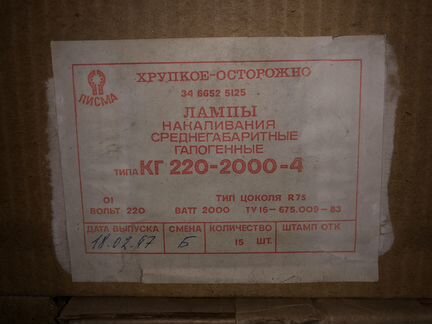 ЛИСМА
ХРУПКОЕ-ОСТОРОЖНО
34 6652 5125
ЛАМПЫ
НАКАЛИВАНИЯ
СРЕДНЕГАБАРИТНЫЕ
ГАЛОГЕННЫЕ
ТИПА КГ 220-2000-4
01 ТИП ЦОКОЛЯ R7S
ВОЛЬТ 220 ВАТТ 2000 ТУ 16-675.009-83
ДАТА ВЫПУСКА СМЕНА КОЛИЧЕСТВО ШТАМП ОТК
18.02.97 Б 15 ШТ.